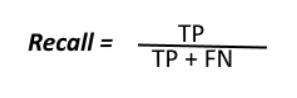 Recall =
TP
TP + FN